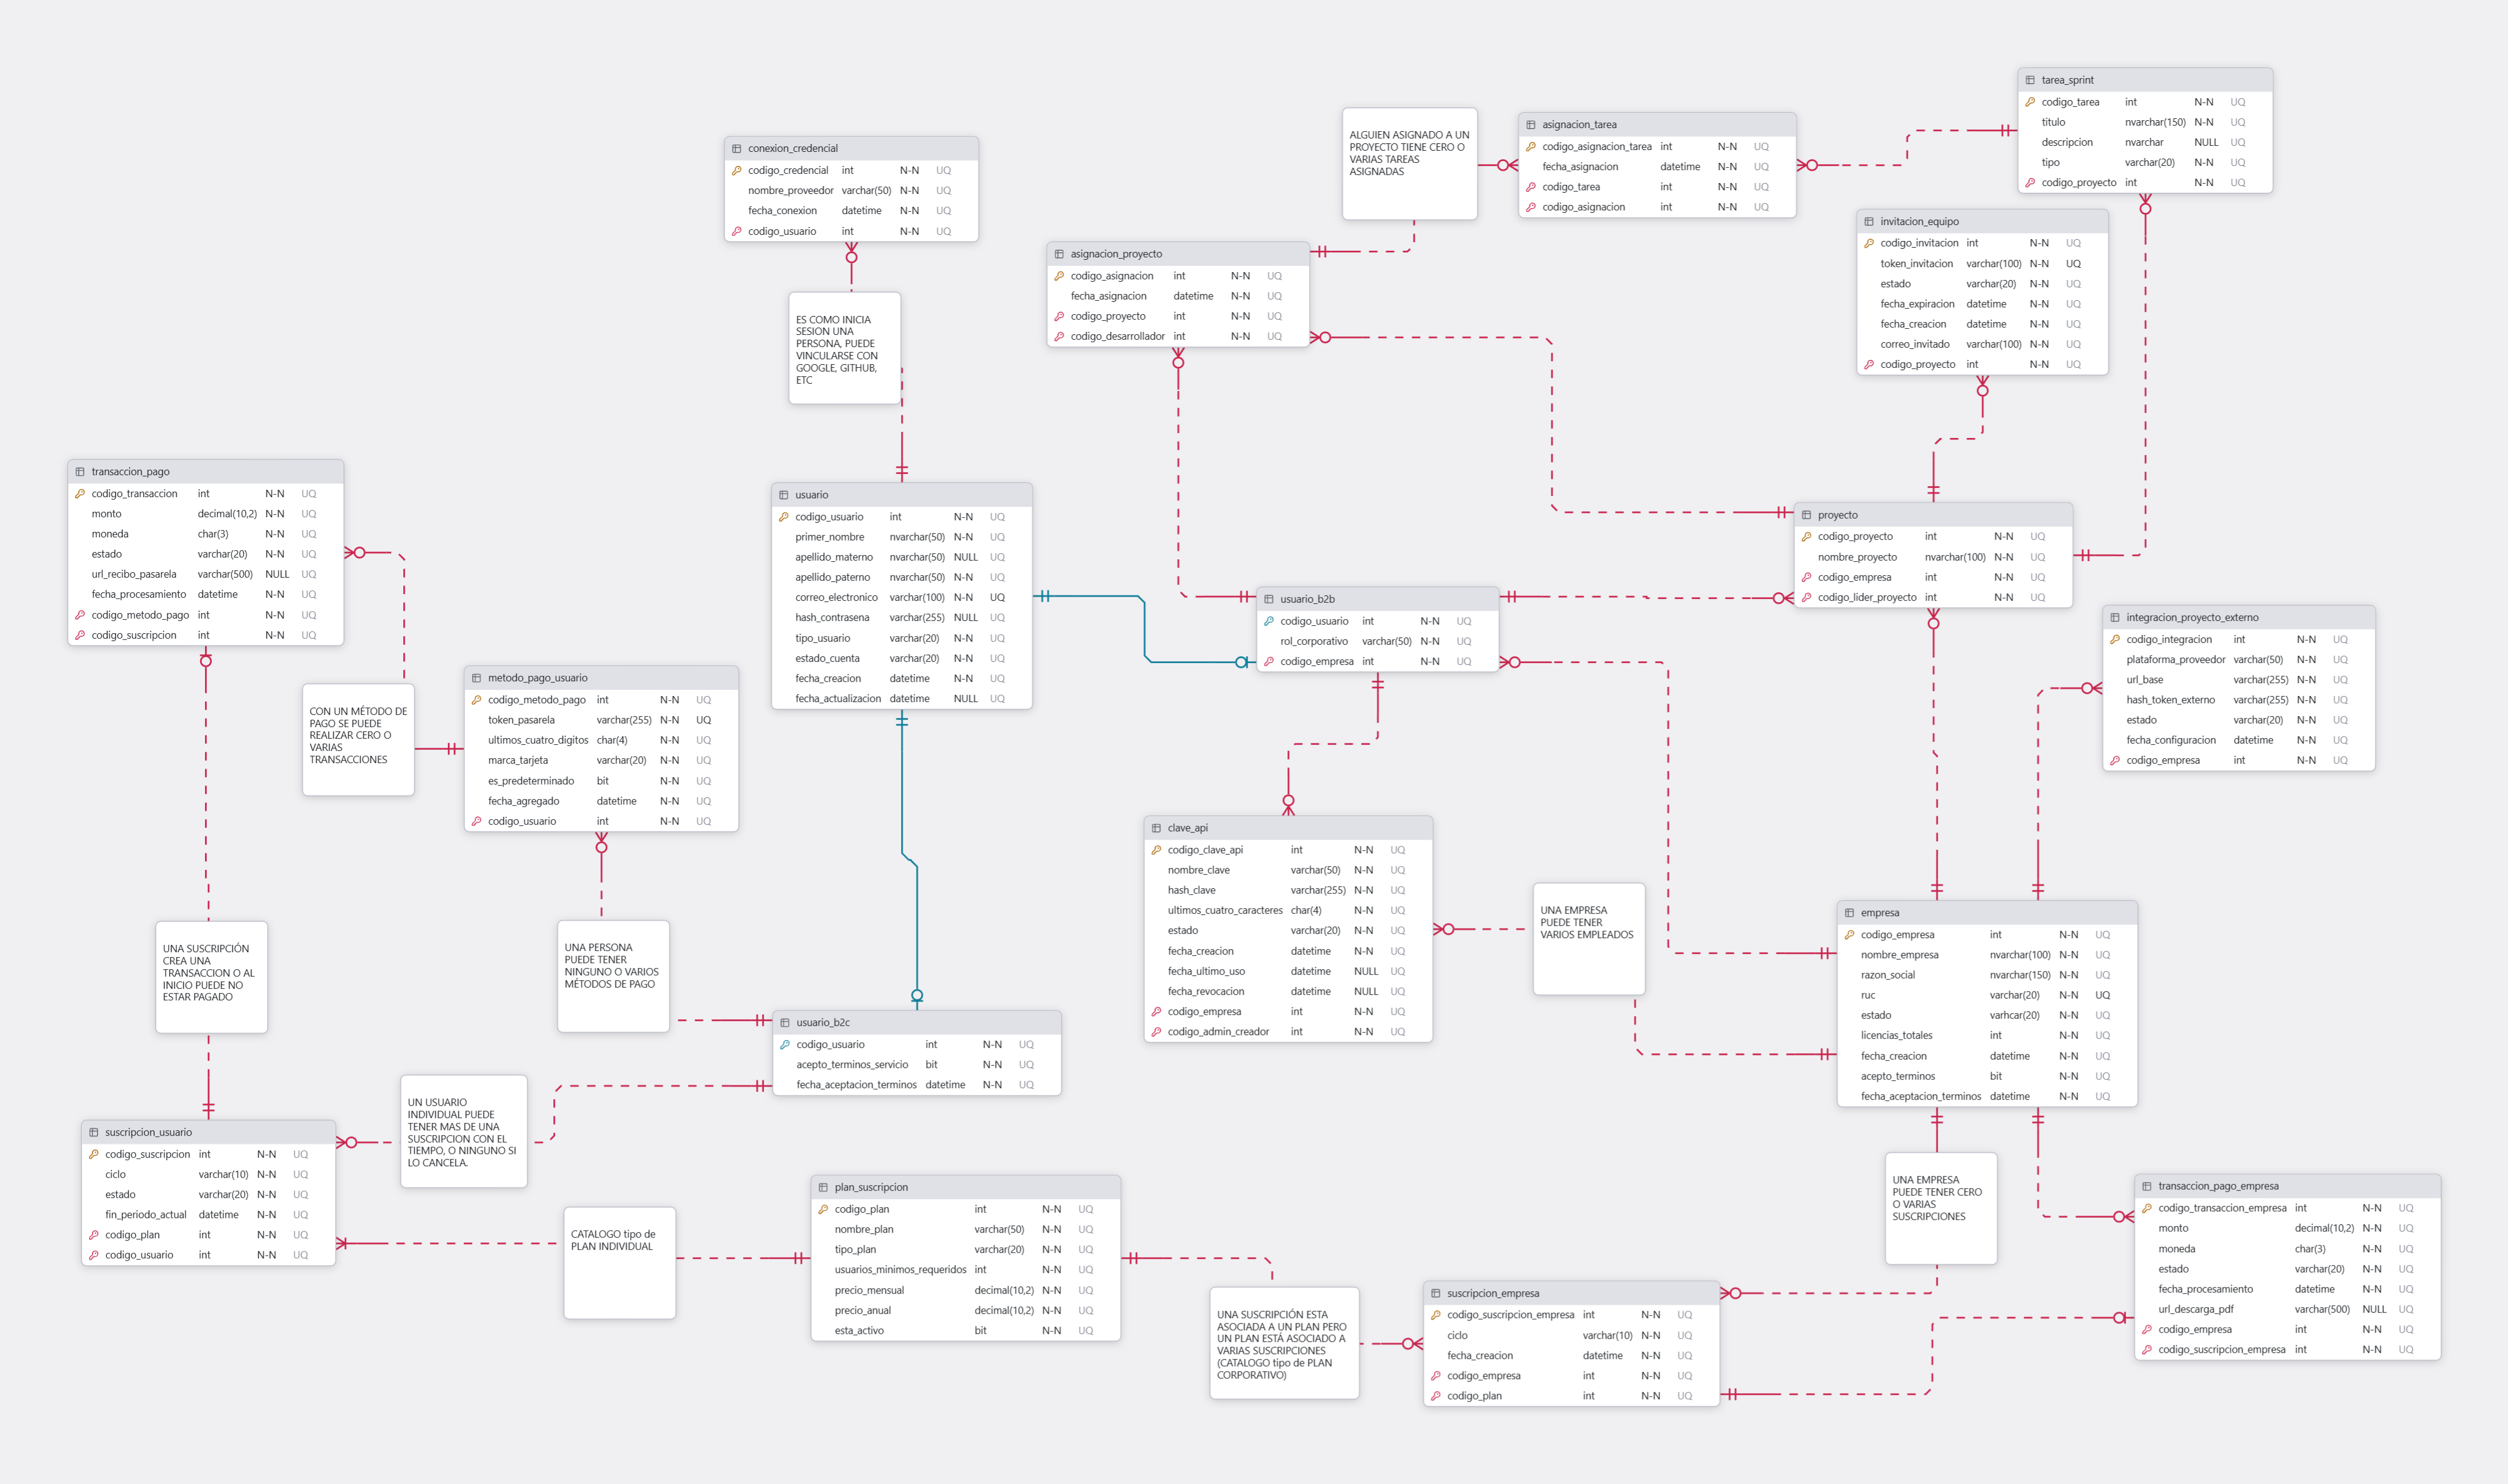 tarea_sprint
codigo_tarea int N-N UQ
titulo nvarchar(150) N-N UQ
descripcion nvarchar NULL UQ
tipo varchar(20) N-N UQ
codigo_proyecto int N-N UQ
ALGUIEN ASIGNADO A UN
PROYECTO TIENE CERO O
VARIAS TAREAS
ASIGNADAS
asignacion_tarea
codigo_asignacion_tarea int N-N UQ
fecha_asignacion datetime N-N UQ
codigo_tarea int N-N UQ
codigo_asignacion int N-N UQ
conexion_credencial
codigo_credencial int N-N UQ
nombre_proveedor varchar(50) N-N UQ
fecha_conexion datetime N-N UQ
codigo_usuario int N-N UQ
invitacion_equipo
codigo_invitacion int N-N UQ
token_invitacion varchar(100) N-N UQ
estado varchar(20) N-N UQ
fecha_expiracion datetime N-N UQ
fecha_creacion datetime N-N UQ
correo_invitado varchar(100) N-N UQ
codigo_proyecto int N-N UQ
asignacion_proyecto
codigo_asignacion int N-N UQ
fecha_asignacion datetime N-N UQ
codigo_proyecto int N-N UQ
codigo_desarrollador int N-N UQ
ES COMO INICIA
SESION UNA
PERSONA, PUEDE
VINCULARSE CON
GOOGLE, GITHUB,
ETC
transaccion_pago
codigo_transaccion int N-N UQ
monto decimal(10,2) N-N UQ
moneda char(3) N-N UQ
estado varchar(20) N-N UQ
url_recibo_pasarela varchar(500) NULL UQ
fecha_procesamiento datetime N-N UQ
codigo_metodo_pago int N-N UQ
codigo_suscripcion int N-N UQ
usuario
codigo_usuario int N-N UQ
primer_nombre nvarchar(50) N-N UQ
apellido_materno nvarchar(50) NULL UQ
apellido_paterno nvarchar(50) N-N UQ
correo_electronico varchar(100) N-N UQ
hash_contrasena varchar(255) NULL UQ
tipo_usuario varchar(20) N-N UQ
estado_cuenta varchar(20) N-N UQ
fecha_creacion datetime N-N UQ
fecha_actualizacion datetime NULL UQ
proyecto
codigo_proyecto int N-N UQ
nombre_proyecto nvarchar(100) N-N UQ
codigo_empresa int N-N UQ
codigo_lider_proyecto int N-N UQ
usuario_b2b
codigo_usuario int N-N UQ
rol_corporativo varchar(50) N-N UQ
codigo_empresa int N-N UQ
integracion_proyecto_externo
codigo_integracion int N-N UQ
plataforma_proveedor varchar(50) N-N UQ
url_base varchar(255) N-N UQ
hash_token_externo varchar(255) N-N UQ
estado varchar(20) N-N UQ
fecha_configuracion datetime N-N UQ
codigo_empresa int N-N UQ
CON UN MÉTODO DE
PAGO SE PUEDE
REALIZAR CERO O
VARIAS
TRANSACCIONES
metodo_pago_usuario
codigo_metodo_pago int N-N UQ
token_pasarela varchar(255) N-N UQ
ultimos_cuatro_digitos char(4) N-N UQ
marca_tarjeta varchar(20) N-N UQ
es_predeterminado bit N-N UQ
fecha_agregado datetime N-N UQ
codigo_usuario int N-N UQ
clave_api
codigo_clave_api int N-N UQ
nombre_clave varchar(50) N-N UQ
hash_clave varchar(255) N-N UQ
ultimos_cuatro_caracteres char(4) N-N UQ
estado varchar(20) N-N UQ
fecha_creacion datetime N-N UQ
fecha_ultimo_uso datetime NULL UQ
fecha_revocacion datetime NULL UQ
codigo_empresa int N-N UQ
codigo_admin_creador int N-N UQ
UNA EMPRESA
PUEDE TENER
VARIOS EMPLEADOS
empresa
codigo_empresa int N-N UQ
nombre_empresa nvarchar(100) N-N UQ
razon_social nvarchar(150) N-N UQ
ruc varchar(20) N-N UQ
estado varhcar(20) N-N UQ
licencias_totales int N-N UQ
fecha_creacion datetime N-N UQ
acepto_terminos bit N-N UQ
fecha_aceptacion_terminos datetime N-N UQ
UNA SUSCRIPCIÓN
CREA UNA
TRANSACCION O AL
INICIO PUEDE NO
ESTAR PAGADO
UNA PERSONA
PUEDE TENER
NINGUNO O VARIOS
MÉTODOS DE PAGO
usuario_b2c
codigo_usuario int N-N UQ
acepto_terminos_servicio bit N-N UQ
fecha_aceptacion_terminos datetime N-N UQ
UN USUARIO
INDIVIDUAL PUEDE
TENER MAS DE UNA
SUSCRIPCION CON EL
TIEMPO, O NINGUNO SI
LO CANCELA.
suscripcion_usuario
codigo_suscripcion int N-N UQ
ciclo varchar(10) N-N UQ
estado varchar(20) N-N UQ
fin_periodo_actual datetime N-N UQ
codigo_plan int N-N UQ
codigo_usuario int N-N UQ
CATALOGO tipo de
PLAN INDIVIDUAL
plan_suscripcion
codigo_plan int N-N UQ
nombre_plan varchar(50) N-N UQ
tipo_plan varchar(20) N-N UQ
usuarios_minimos_requeridos int N-N UQ
precio_mensual decimal(10,2) N-N UQ
precio_anual decimal(10,2) N-N UQ
esta_activo bit N-N UQ
UNA EMPRESA
PUEDE TENER CERO
O VARIAS
SUSCRIPCIONES
transaccion_pago_empresa
codigo_transaccion_empresa int N-N UQ
monto decimal(10,2) N-N UQ
moneda char(3) N-N UQ
estado varchar(20) N-N UQ
fecha_procesamiento datetime N-N UQ
url_descarga_pdf varchar(500) NULL UQ
codigo_empresa int N-N UQ
codigo_suscripcion_empresa int N-N UQ
UNA SUSCRIPCIÓN ESTA
ASOCIADA A UN PLAN PERO
UN PLAN ESTÁ ASOCIADO A
VARIAS SUSCRIPCIONES
(CATALOGO tipo de PLAN
CORPORATIVO)
suscripcion_empresa
codigo_suscripcion_empresa int N-N UQ
ciclo varchar(10) N-N UQ
fecha_creacion datetime N-N UQ
codigo_empresa int N-N UQ
codigo_plan int N-N UQ